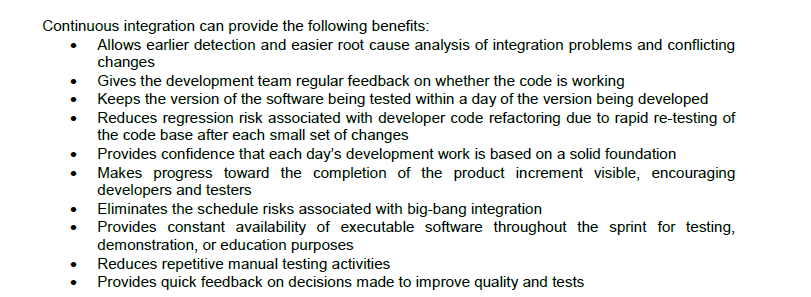 Continuous integration can provide the following benefits:
• Allows earlier detection and easier root cause analysis of integration problems and conflicting
changes
• Gives the development team regular feedback on whether the code is working
• Keeps the version of the software being tested within a day of the version being developed
• Reduces regression risk associated with developer code refactoring due to rapid re-testing of
the code base after each small set of changes
• Provides confidence that each day's development work is based on a solid foundation
• Makes progress toward the completion of the product increment visible, encouraging
developers and testers
• Eliminates the schedule risks associated with big-bang integration
• Provides constant availability of executable software throughout the sprint for testing,
demonstration, or education purposes
• Reduces repetitive manual testing activities
• Provides quick feedback on decisions made to improve quality and tests